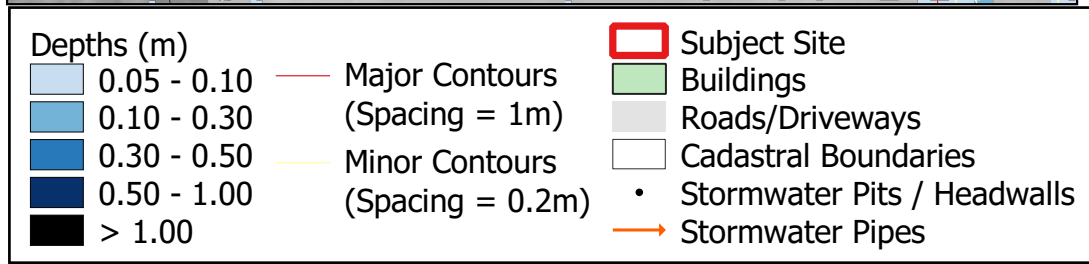 Depths (m)
0.05 - 0.10
0.10 - 0.30
0.30 - 0.50
0.50 - 1.00
> 1.00
Major Contours
(Spacing = 1m)
Minor Contours
(Spacing = 0.2m)
Subject Site
Buildings
Roads/Driveways
Cadastral Boundaries
Stormwater Pits / Headwalls
Stormwater Pipes